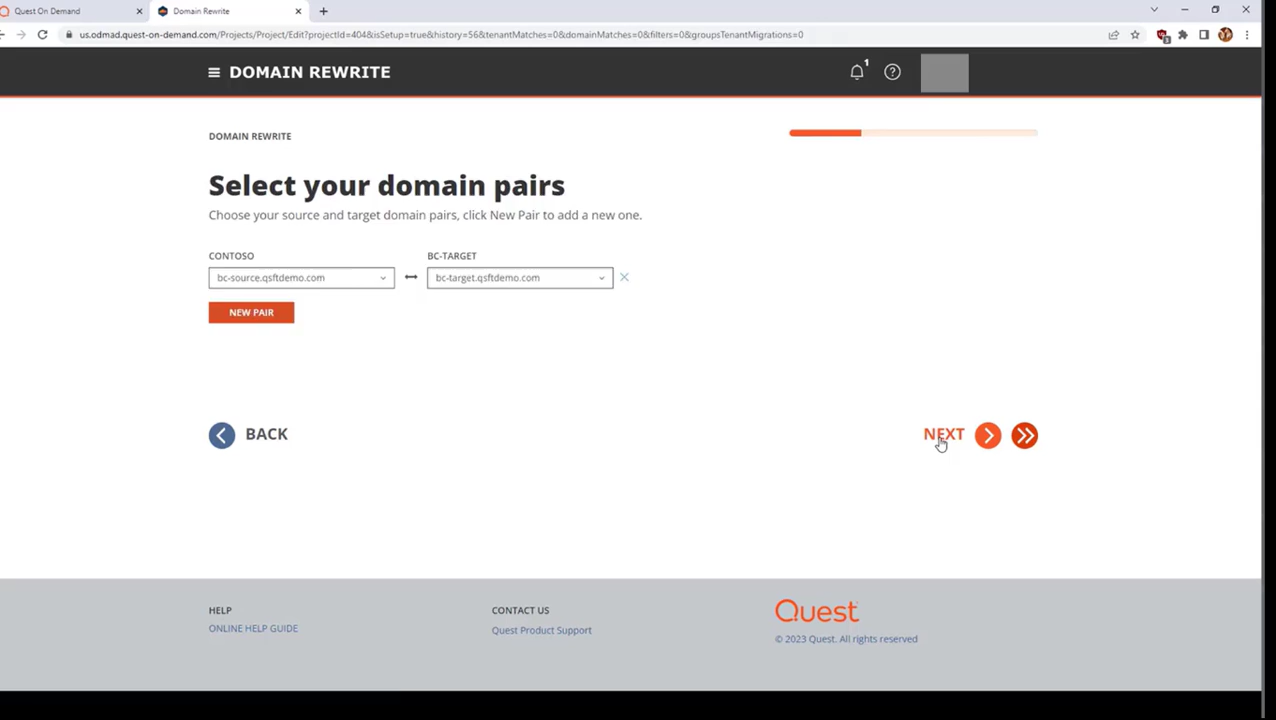 Quest On Demand
Domain Rewrite
us.odmad.quest-on-demand.com/Projects/Project/Edit?projectId=404&isSetup=true&history=56&tenantMatches=0&domainMatches=0&filters=0&groupsTenantMigrations=0
3
DOMAIN REWRITE
1
DOMAIN REWRITE
Select your domain pairs
Choose your source and target domain pairs, click New Pair to add a new one.
CONTOSO BC-TARGET
bc-source.qsftdemo.com bc-target.qsftdemo.com
NEW PAIR
BACK NEXT
HELP CONTACT US Quest
ONLINE HELP GUIDE Quest Product Support © 2023 Quest. All rights reserved